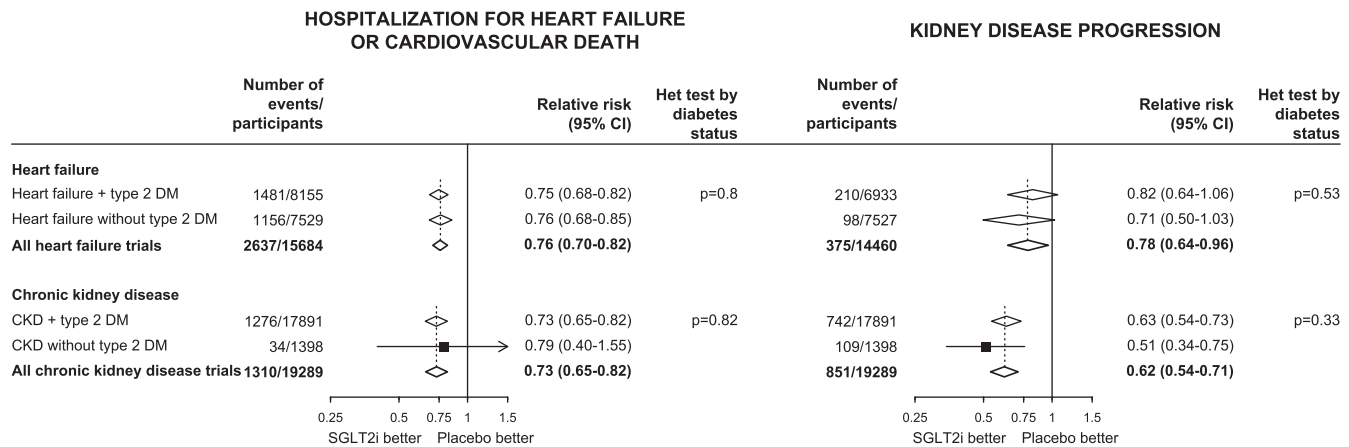 HOSPITALIZATION FOR HEART FAILURE
OR CARDIOVASCULAR DEATH
KIDNEY DISEASE PROGRESSION
Number of
events/
participants
Relative risk
(95% CI)
Het test by
diabetes
status
Number of
events/
participants
Relative risk
(95% CI)
Het test by
diabetes
status
Heart failure
Heart failure + type 2 DM 1481/8155 0.75 (0.68-0.82) p=0.8 210/6933 0.82 (0.64-1.06) p=0.53
Heart failure without type 2 DM 1156/7529 0.76 (0.68-0.85) 98/7527 0.71 (0.50-1.03)
All heart failure trials 2637/15684 0.76 (0.70-0.82) 375/14460 0.78 (0.64-0.96)
Chronic kidney disease
CKD + type 2 DM 1276/17891 0.73 (0.65-0.82) p=0.82 742/17891 0.63 (0.54-0.73) p=0.33
CKD without type 2 DM 34/1398 0.79 (0.40-1.55) 109/1398 0.51 (0.34-0.75)
All chronic kidney disease trials 1310/19289 0.73 (0.65-0.82) 851/19289 0.62 (0.54-0.71)
0.25 0.5 0.75 1 1.5 0.25 0.5 0.75 1 1.5
SGLT2i better Placebo better SGLT2i better Placebo better